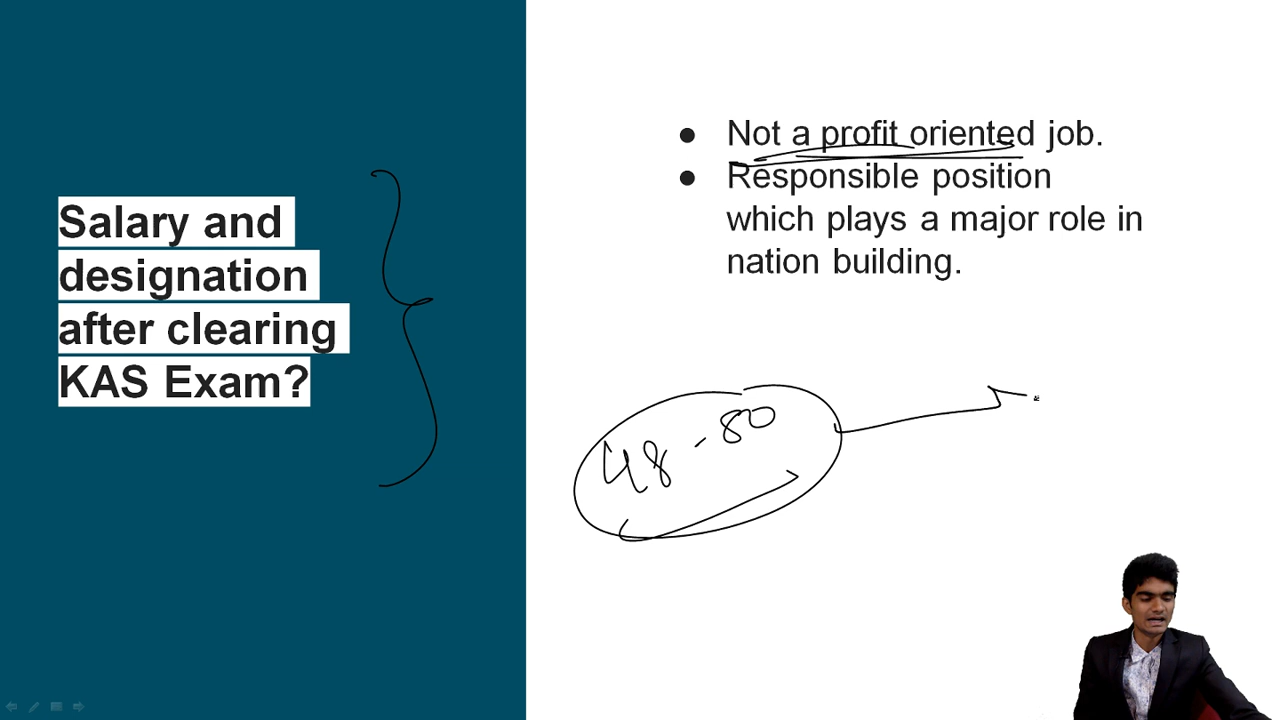 Salary and
designation
after clearing
KAS Exam?
● Not a profit oriented job.
● Responsible position
which plays a major role in
nation building.
48 - 80